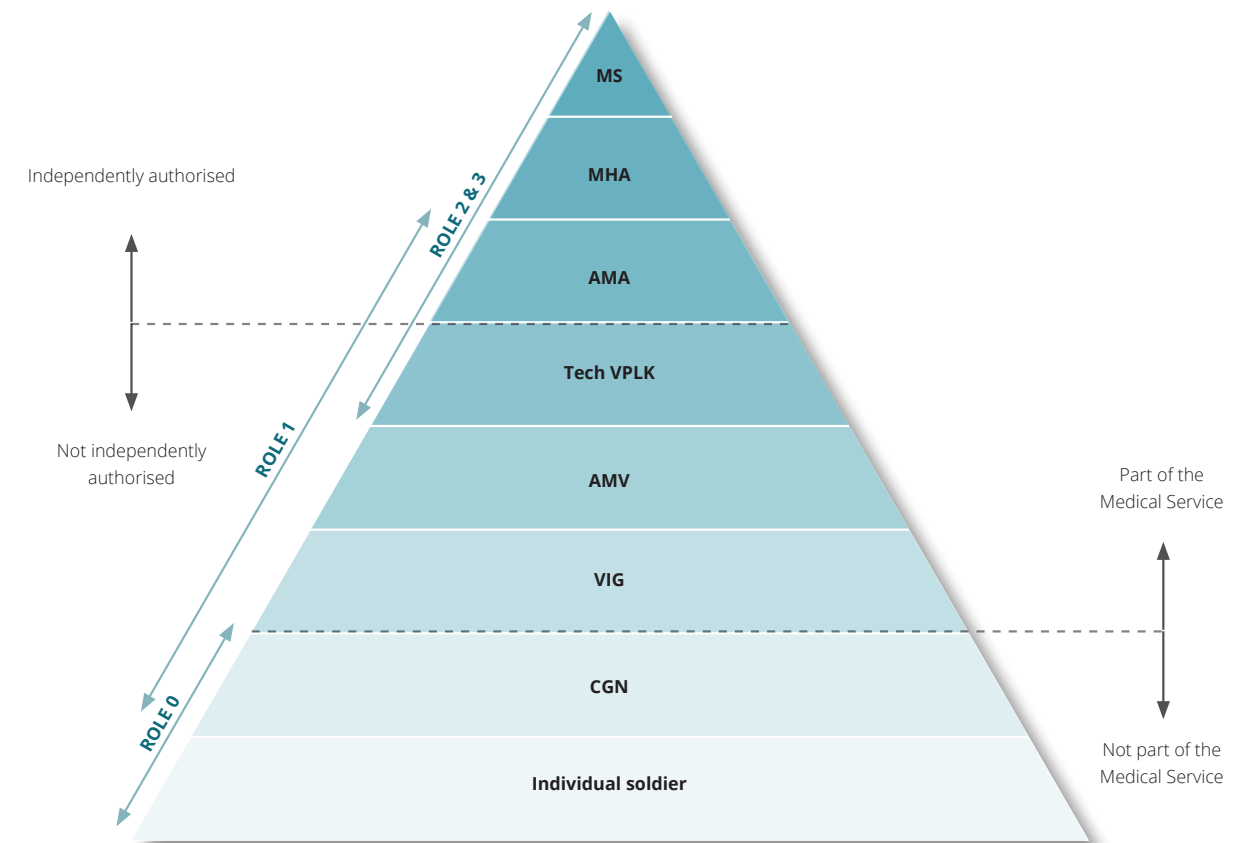 MS
MHA
AMA
Tech VPLK
AMV
VIG
CGN
Individual soldier
ROLE 2 & 3
ROLE 1
ROLE 0
Independently authorised
Not independently
authorised
Part of the
Medical Service
Not part of the
Medical Service